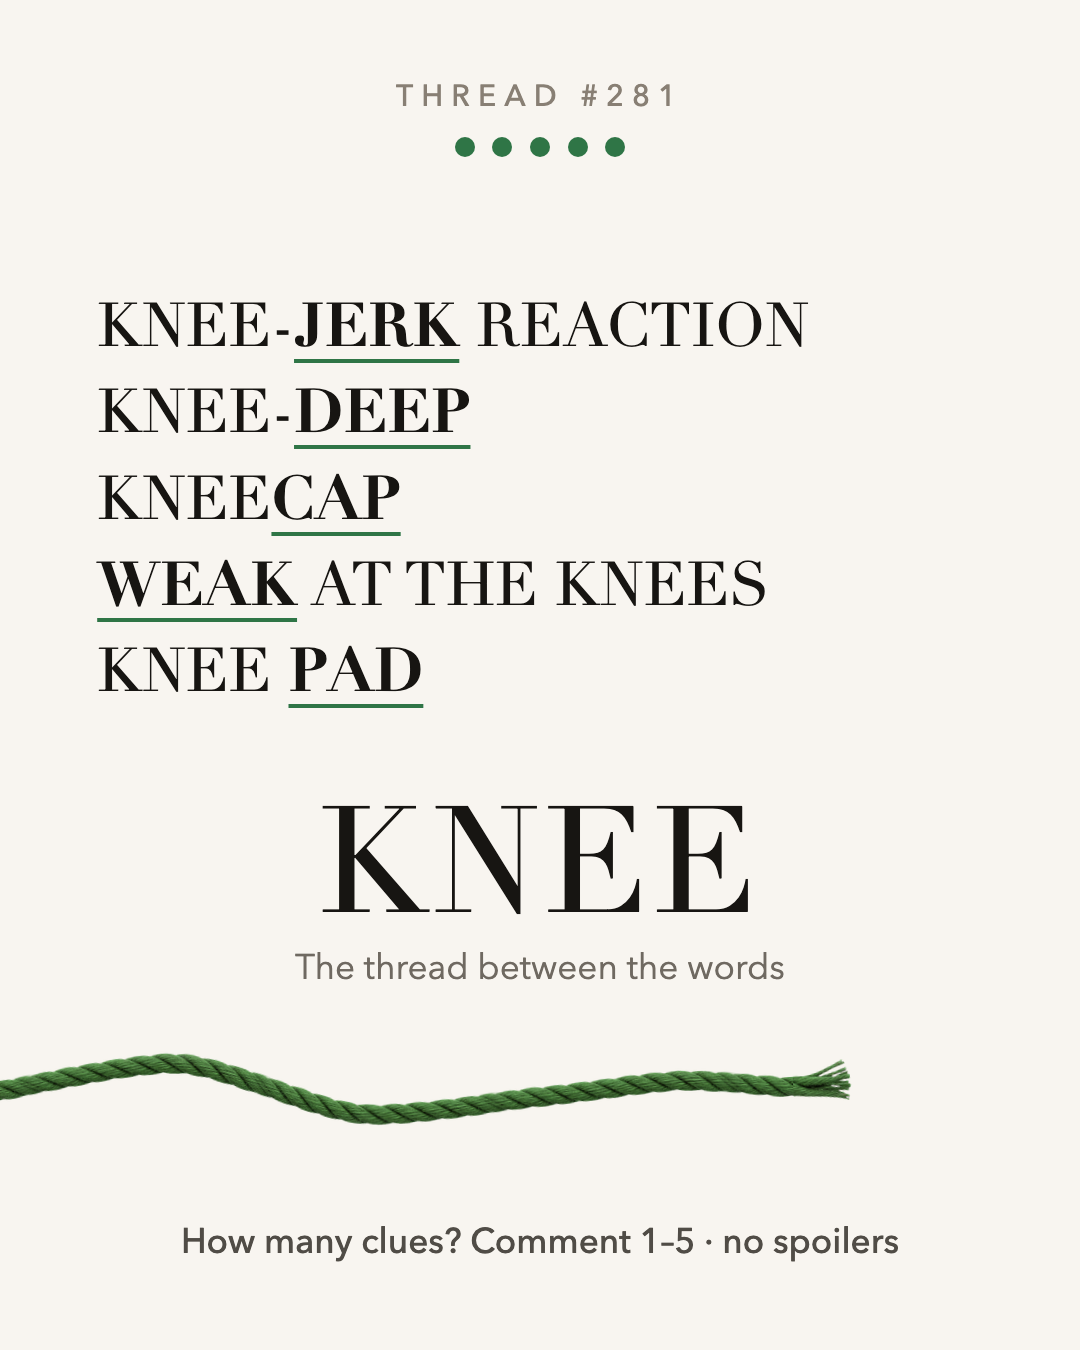 THREAD #281
KNEE-JERK REACTION
KNEE-DEEP
KNEECAP
WEAK AT THE KNEES
KNEE PAD
KNEE
The thread between the words
How many clues? Comment 1–5 · no spoilers